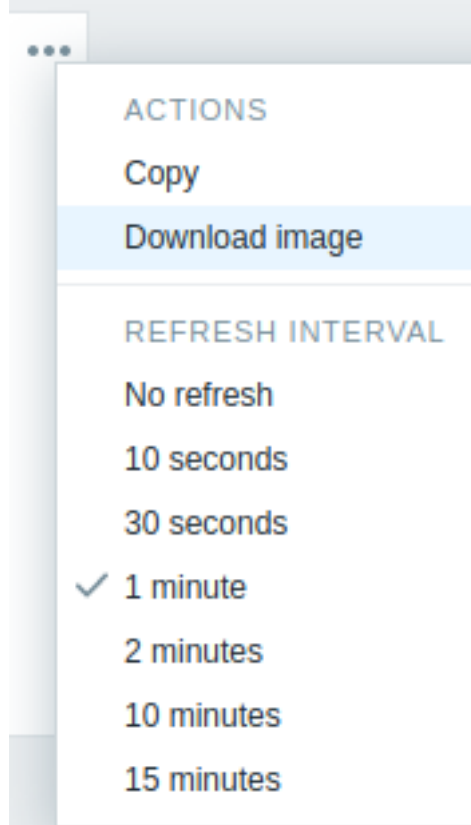 ACTIONS
Copy
Download image
REFRESH INTERVAL
No refresh
10 seconds
30 seconds
1 minute
2 minutes
10 minutes
15 minutes